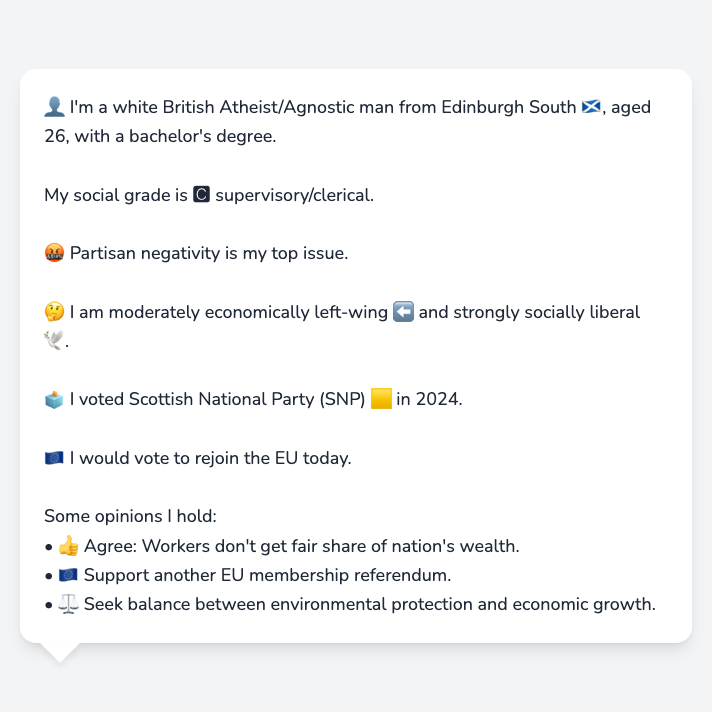 👤 I'm a white British Atheist/Agnostic man from Edinburgh South 🏴󠁧󠁢󠁳󠁣󠁴󠁿, aged
26, with a bachelor's degree.
My social grade is 🅲 supervisory/clerical.
🤬 Partisan negativity is my top issue.
🤔 I am moderately economically left-wing ⬅️ and strongly socially liberal
🕊️.
🗳️ I voted Scottish National Party (SNP) 🟨 in 2024.
🇪🇺 I would vote to rejoin the EU today.
Some opinions I hold:
• 👍 Agree: Workers don't get fair share of nation's wealth.
• 🇪🇺 Support another EU membership referendum.
• ⚖️ Seek balance between environmental protection and economic growth.